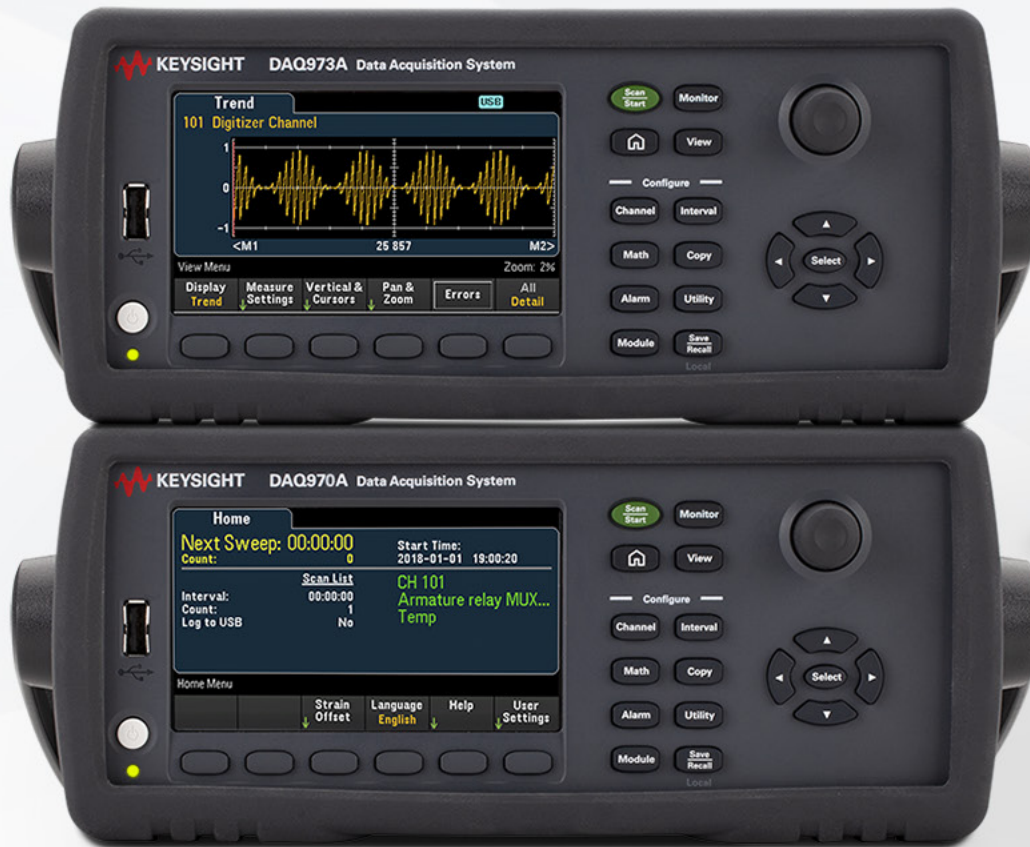 KEYSIGHT DAQ973A Data Acquisition System
Trend USB
101 Digitizer Channel
1
0
-1
<M1 25 857 M2>
View Menu Zoom: 2%
Display Trend
Measure Settings
Vertical & Cursors
Pan & Zoom
Errors
All Detail
Scan Start
Monitor
View
Configure
Channel
Interval
Math
Copy
Alarm
Utility
Module
Save Recall
Local
Select
KEYSIGHT DAQ970A Data Acquisition System
Home
Next Sweep: 00:00:00
Count: 0
Start Time:
2018-01-01 19:00:20
Scan List
Interval: 00:00:00
Count: 1
Log to USB No
CH 101
Armature relay MUX...
Temp
Home Menu
Strain Offset
Language English
Help
User Settings
Scan Start
Monitor
View
Configure
Channel
Interval
Math
Copy
Alarm
Utility
Module
Save Recall
Local
Select